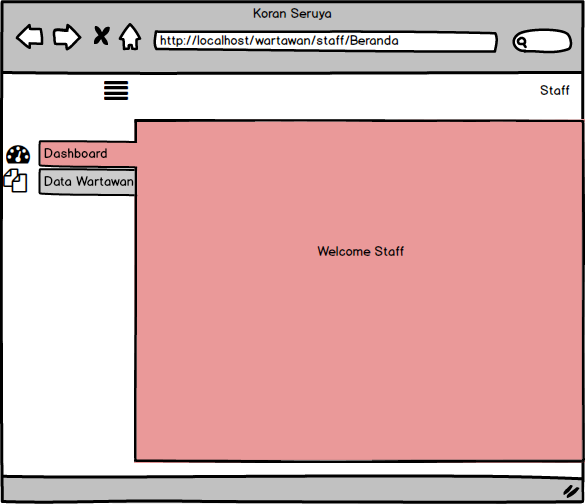 Koran Seruya
http://localhost/wartawan/staff/Beranda
Staff
Dashboard
Data Wartawan
Welcome Staff